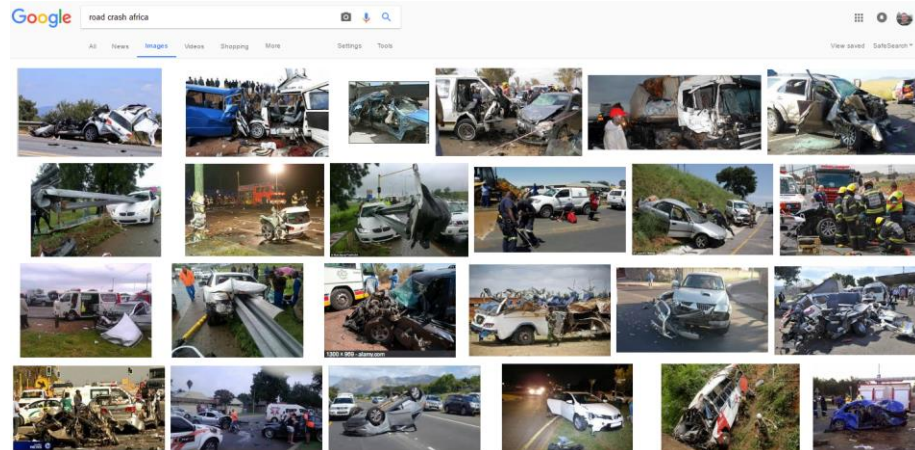 Google
road crash africa
All News Images Videos Shopping More Settings Tools
View saved SafeSearch
1300 × 989 - alamy.com